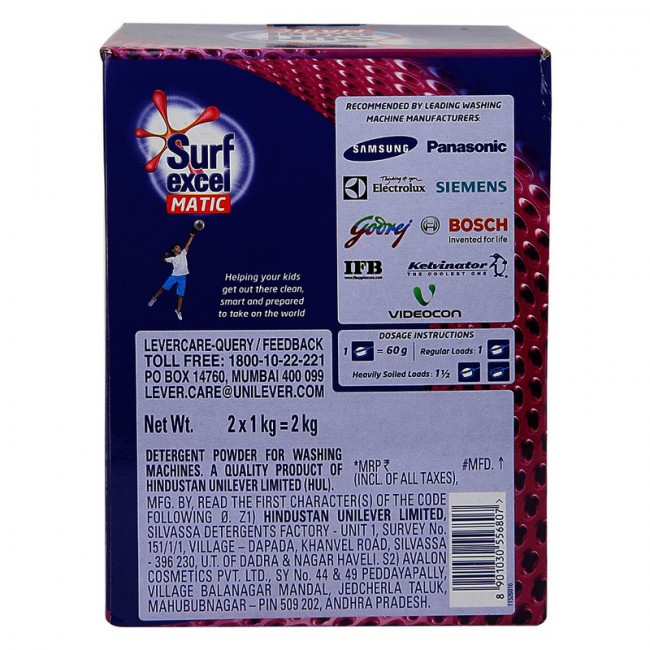 Surf
excel
MATIC
Helping your kids
get out there clean,
smart and prepared
to take on the world
RECOMMENDED BY LEADING WASHING
MACHINE MANUFACTURERS:
SAMSUNG Panasonic
Thinking of you
Electrolux SIEMENS
Godrej BOSCH
Invented for life
IFB Kelvinator
THE COOLEST ONE
VIDEOCON
DOSAGE INSTRUCTIONS
1 = 60g Regular Loads: 1
Heavily Soiled Loads: 1½
LEVERCARE-QUERY / FEEDBACK
TOLL FREE: 1800-10-22-221
PO BOX 14760, MUMBAI 400 099
LEVER.CARE@UNILEVER.COM
Net Wt. 2 x 1 kg = 2 kg
DETERGENT POWDER FOR WASHING
MACHINES. A QUALITY PRODUCT OF
HINDUSTAN UNILEVER LIMITED (HUL).
*MRP ₹
(INCL. OF ALL TAXES),
#MFD. ↑
MFG. BY, READ THE FIRST CHARACTER(S) OF THE CODE
FOLLOWING Ø. Z1) HINDUSTAN UNILEVER LIMITED,
SILVASSA DETERGENTS FACTORY - UNIT 1, SURVEY No.
151/1/1, VILLAGE – DAPADA, KHANVEL ROAD, SILVASSA
- 396 230, U.T. OF DADRA & NAGAR HAVELI. S2) AVALON
COSMETICS PVT. LTD., SY No. 44 & 49 PEDDAYAPALLY,
VILLAGE BALANAGAR MANDAL, JEDCHERLA TALUK,
MAHUBUBNAGAR – PIN 509 202, ANDHRA PRADESH.
8 901030 556807